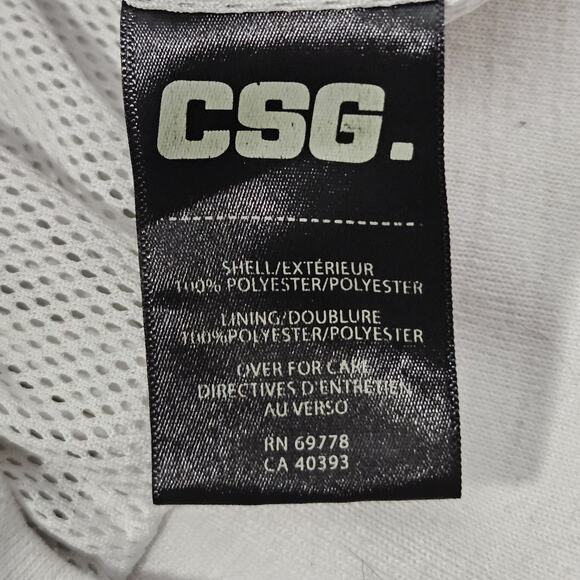 CSG.
SHELL/EXTÉRIEUR
100% POLYESTER/POLYESTER
LINING/DOUBLURE
100%POLYESTER/POLYESTER
OVER FOR CARE
DIRECTIVES D'ENTRETIEN
AU VERSO
RN 69778
CA 40393